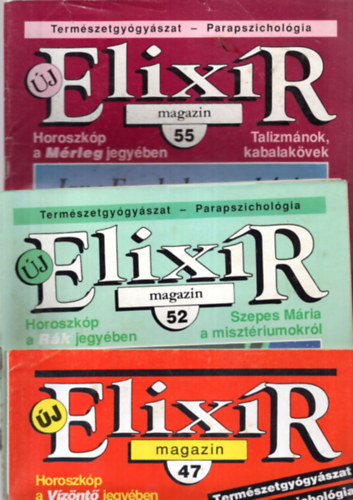 Természetgyógyászat – Parapszichológia
ÚJ
ElixíR
magazin
55
Horoszkóp
a Mérleg jegyében
Talizmánok,
kabalakövek
Természetgyógyászat – Parapszichológia
ÚJ
ElixíR
magazin
52
Horoszkóp
a Rák jegyében
Szepes Mária
a misztériumokról
ÚJ
ElixíR
magazin
47
Horoszkóp
a Vízöntő jegyében
Természetgyógyászat